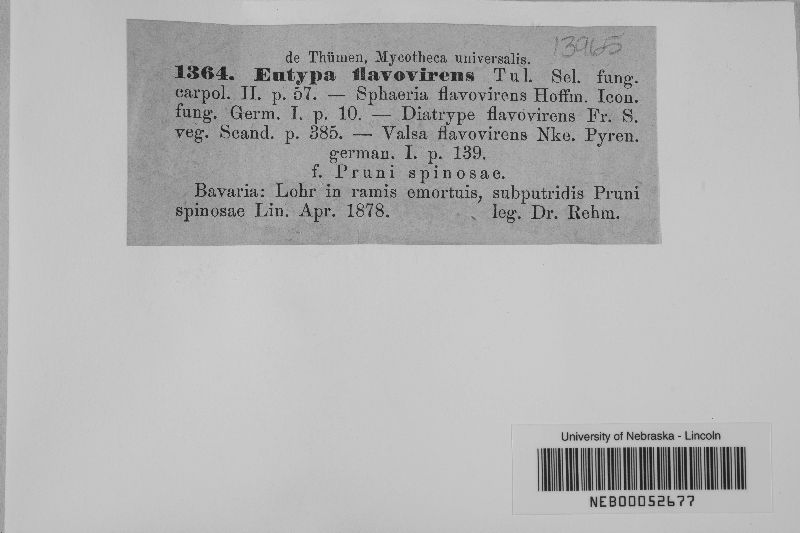 13965
de Thümen, Mycotheca universalis.
1364. Eutypa flavovirens Tul. Sel. fung.
carpol. II. p. 57. — Sphaeria flavovirens Hoffm. Icon.
fung. Germ. I. p. 10. — Diatrype flavovirens Fr. S.
veg. Scand. p. 385. — Valsa flavovirens Nke. Pyren.
german. I. p. 139.
f. Pruni spinosae.
Bavaria: Lohr in ramis emortuis, subputridis Pruni
spinosae Lin. Apr. 1878. leg. Dr. Rehm.
University of Nebraska - Lincoln
NEB00052677